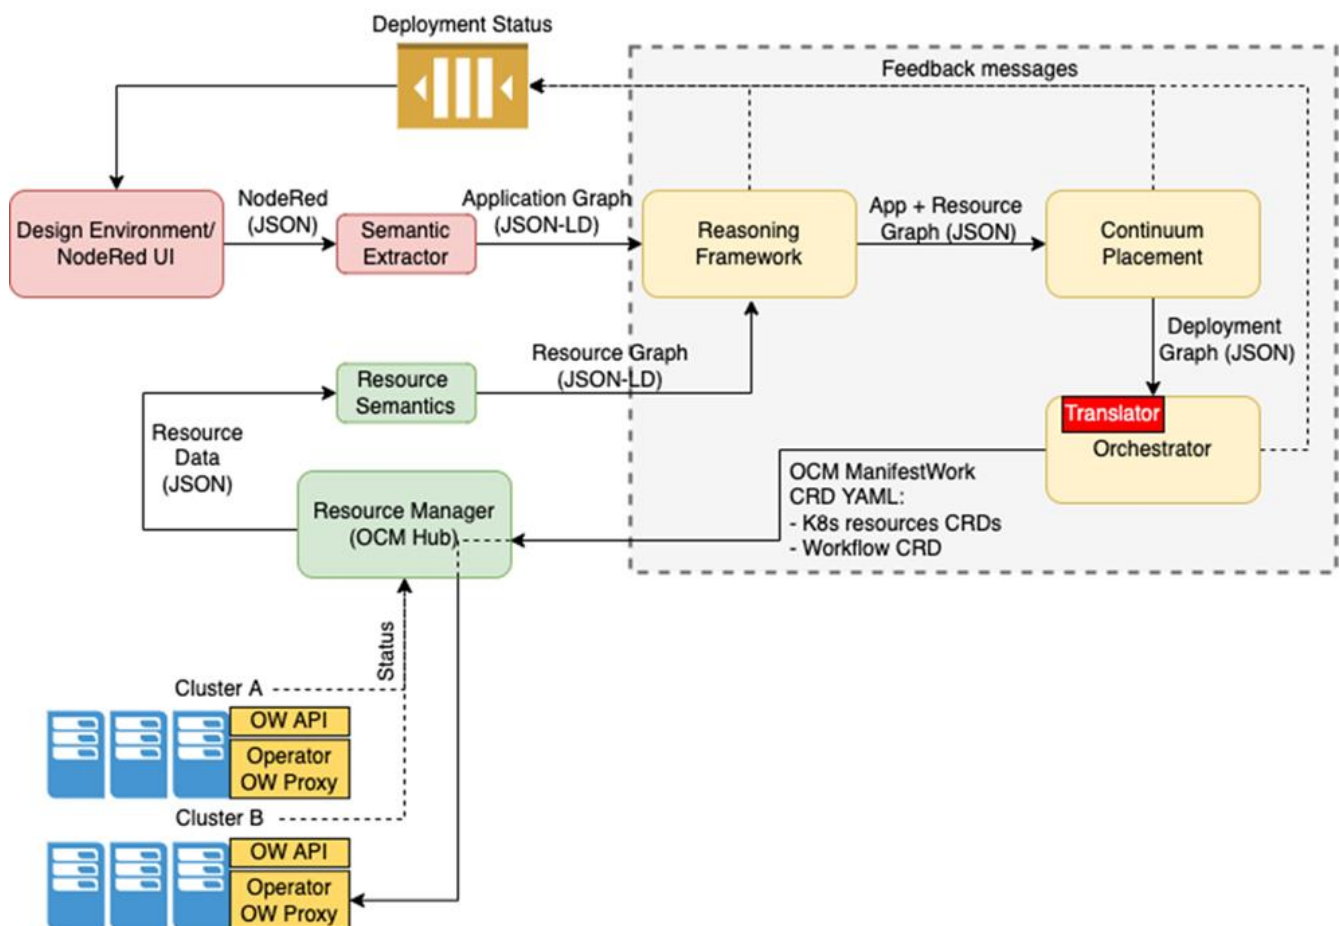 Deployment Status
Feedback messages
NodeRed
(JSON)
Application Graph
(JSON-LD)
Design Environment/
NodeRed UI
Semantic
Extractor
Reasoning
Framework
App + Resource
Graph (JSON)
Continuum
Placement
Deployment
Graph (JSON)
Resource Graph
(JSON-LD)
Resource
Semantics
Resource
Data
(JSON)
Translator
Orchestrator
OCM ManifestWork
CRD YAML:
- K8s resources CRDs
- Workflow CRD
Resource Manager
(OCM Hub)
Status
Cluster A
OW API
Operator
OW Proxy
Cluster B
OW API
Operator
OW Proxy